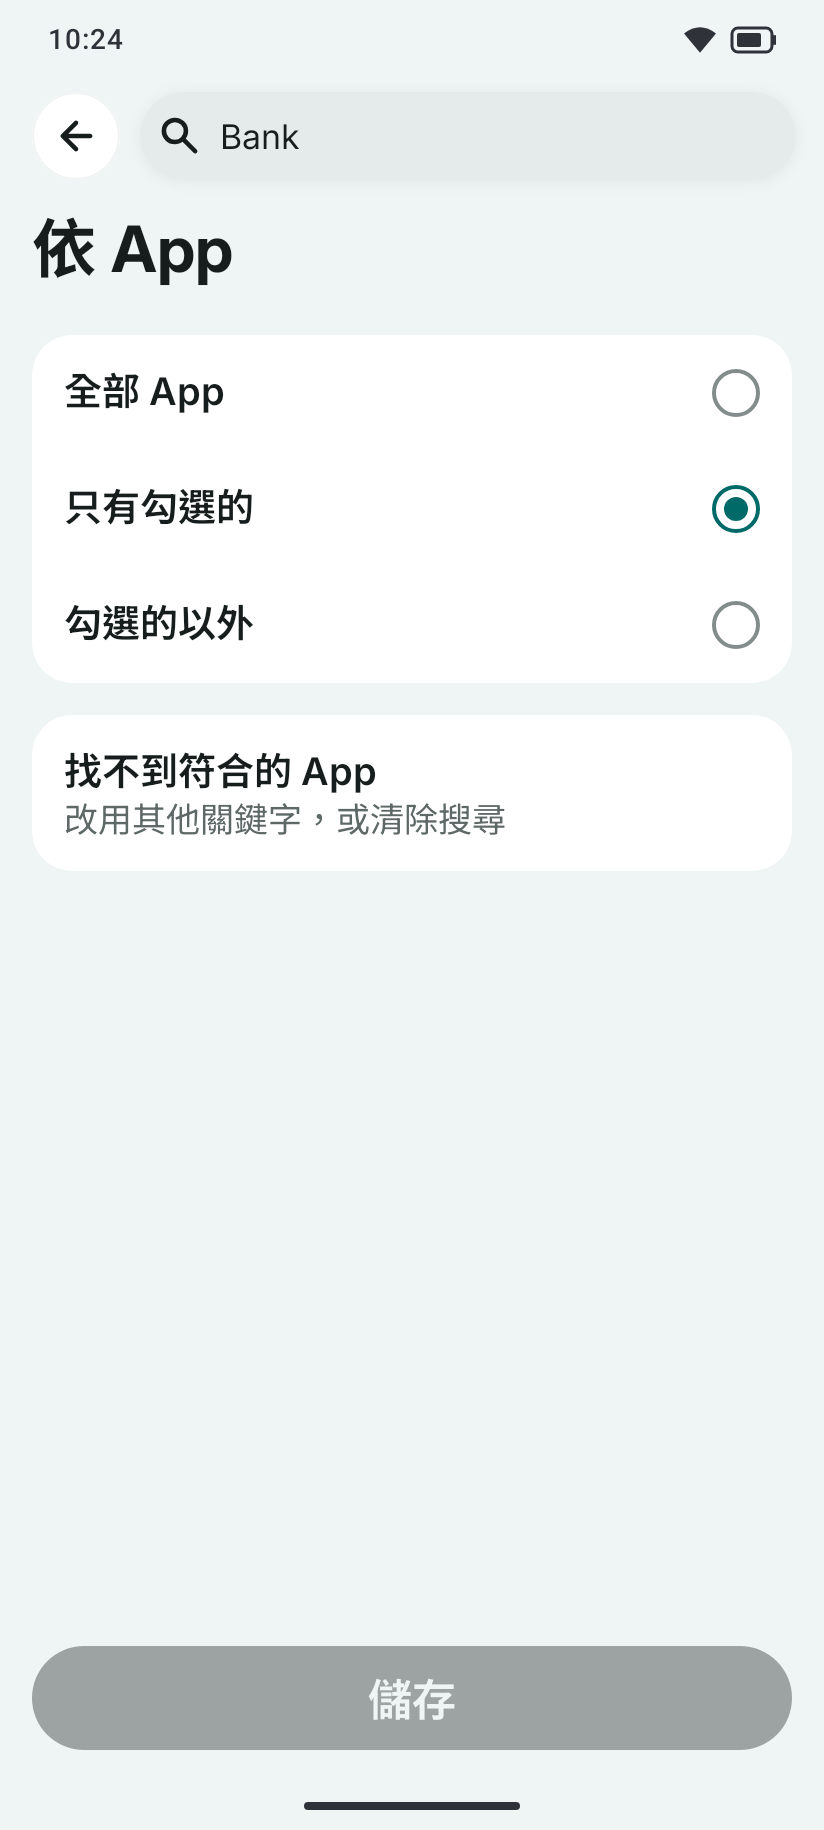 10:24
Bank
依 App
全部 App
只有勾選的
勾選的以外
找不到符合的 App
改用其他關鍵字，或清除搜尋
儲存